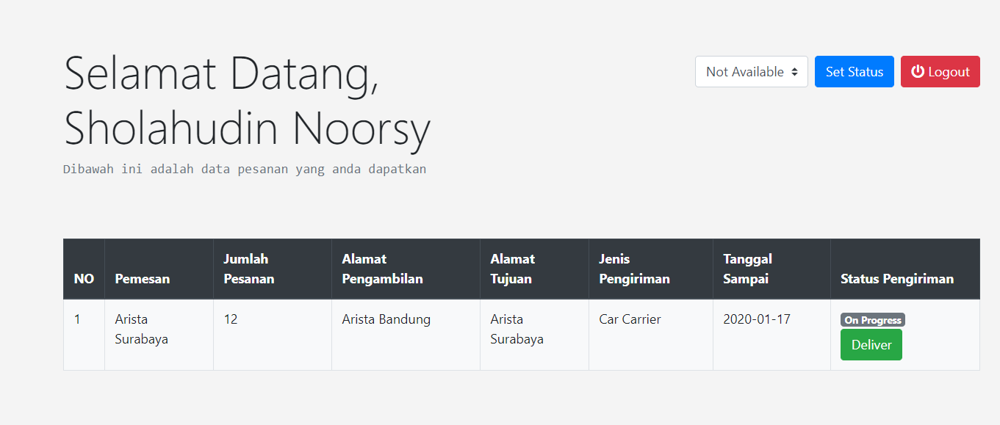 Selamat Datang,
Sholahudin Noorsy
Dibawah ini adalah data pesanan yang anda dapatkan
Not Available
Set Status
Logout
NO
Pemesan
Jumlah
Pesanan
Alamat
Pengambilan
Alamat
Tujuan
Jenis
Pengiriman
Tanggal
Sampai
Status Pengiriman
1
Arista
Surabaya
12
Arista Bandung
Arista
Surabaya
Car Carrier
2020-01-17
On Progress
Deliver